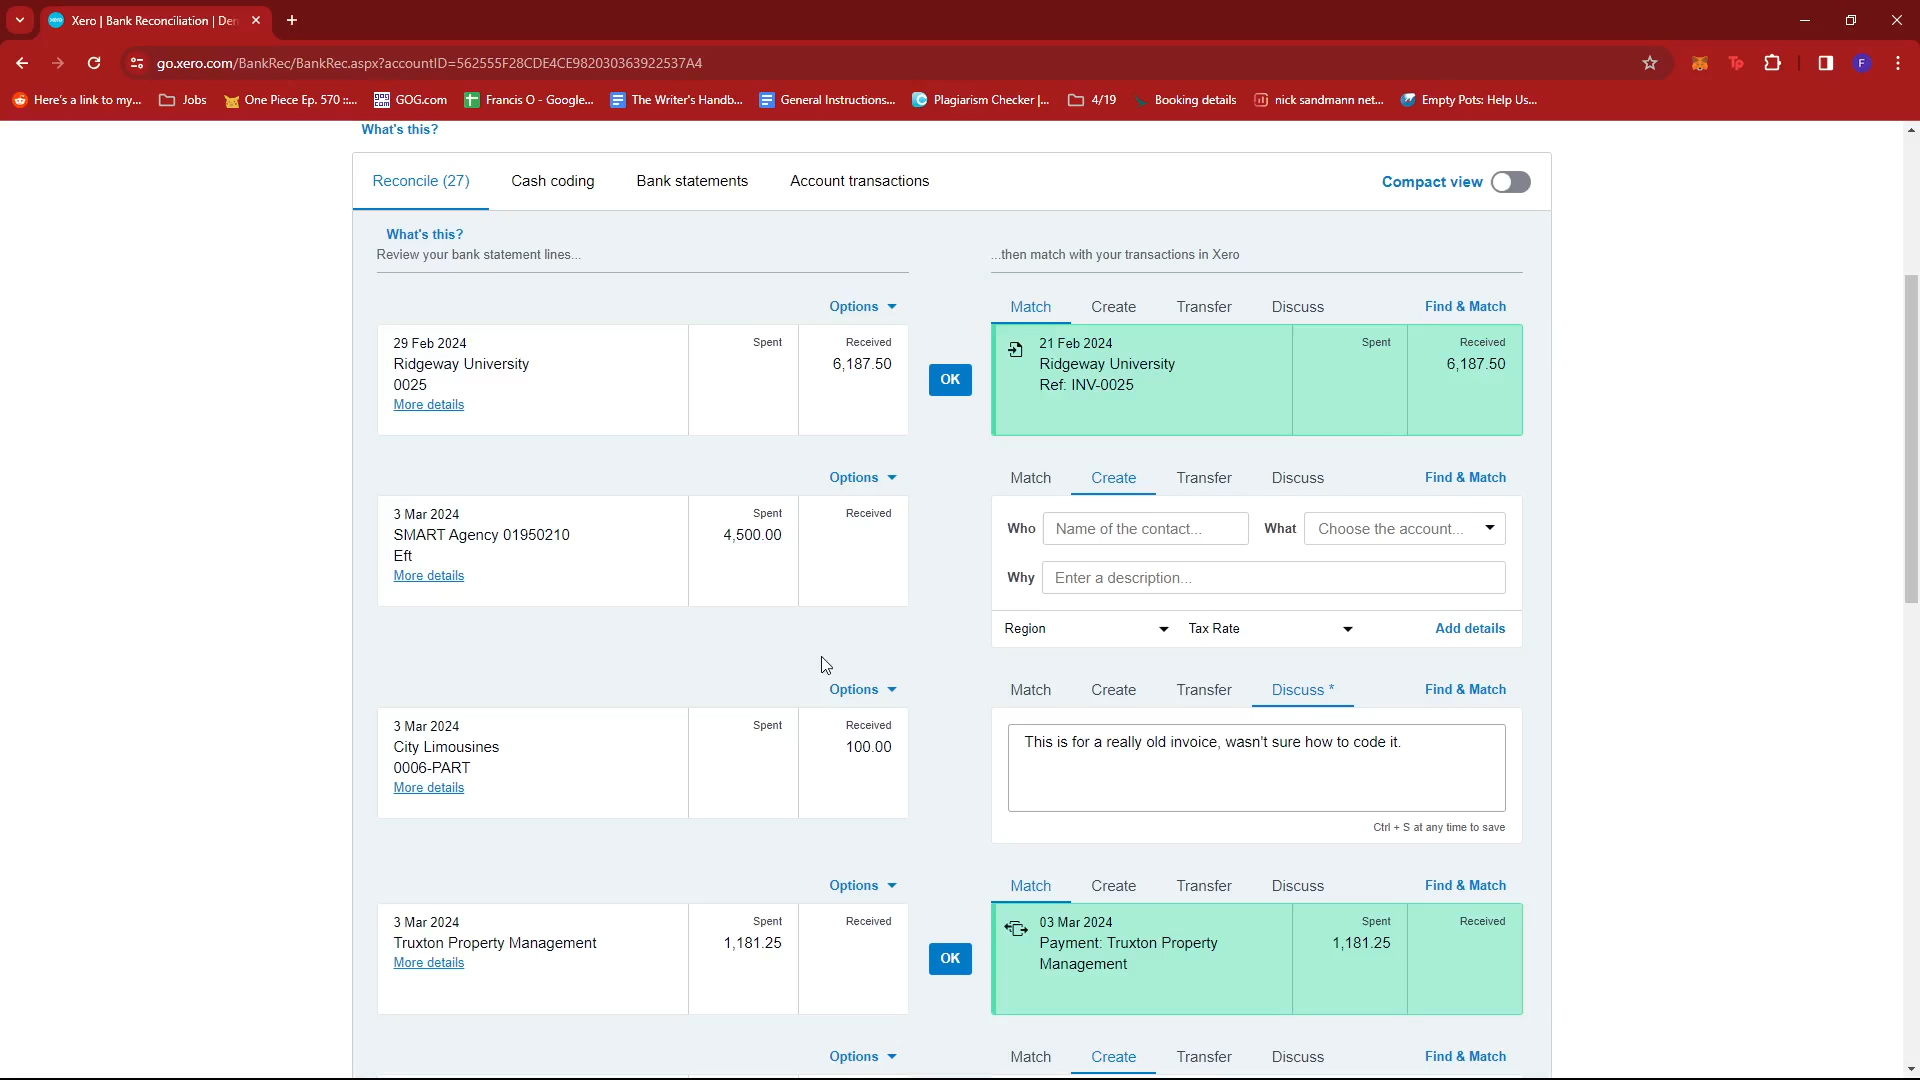 Xero | Bank Reconciliation | Den
go.xero.com/BankRec/BankRec.aspx?accountID=562555F28CDE4CE982030363922537A4
Tp
F
Here's a link to my... Jobs One Piece Ep. 570 ::... GOG.com Francis O - Google... The Writer's Handb... General Instructions... Plagiarism Checker |... 4/19 Booking details nick sandmann net... Empty Pots: Help Us...
What's this?
Reconcile (27) Cash coding Bank statements Account transactions Compact view
What's this?
Review your bank statement lines... ...then match with your transactions in Xero
Options Match Create Transfer Discuss Find & Match
29 Feb 2024 Spent Received 21 Feb 2024 Spent Received
Ridgeway University 6,187.50 Ridgeway University 6,187.50
0025 OK Ref: INV-0025
More details
Options Match Create Transfer Discuss Find & Match
3 Mar 2024 Spent Received
SMART Agency 01950210 4,500.00 Who Name of the contact... What Choose the account...
Eft
More details Why Enter a description...
Region Tax Rate Add details
Options Match Create Transfer Discuss * Find & Match
3 Mar 2024 Spent Received
City Limousines 100.00 This is for a really old invoice, wasn't sure how to code it.
0006-PART
More details
Ctrl + S at any time to save
Options Match Create Transfer Discuss Find & Match
3 Mar 2024 Spent Received 03 Mar 2024 Spent Received
Truxton Property Management 1,181.25 Payment: Truxton Property 1,181.25
More details OK Management
Options Match Create Transfer Discuss Find & Match